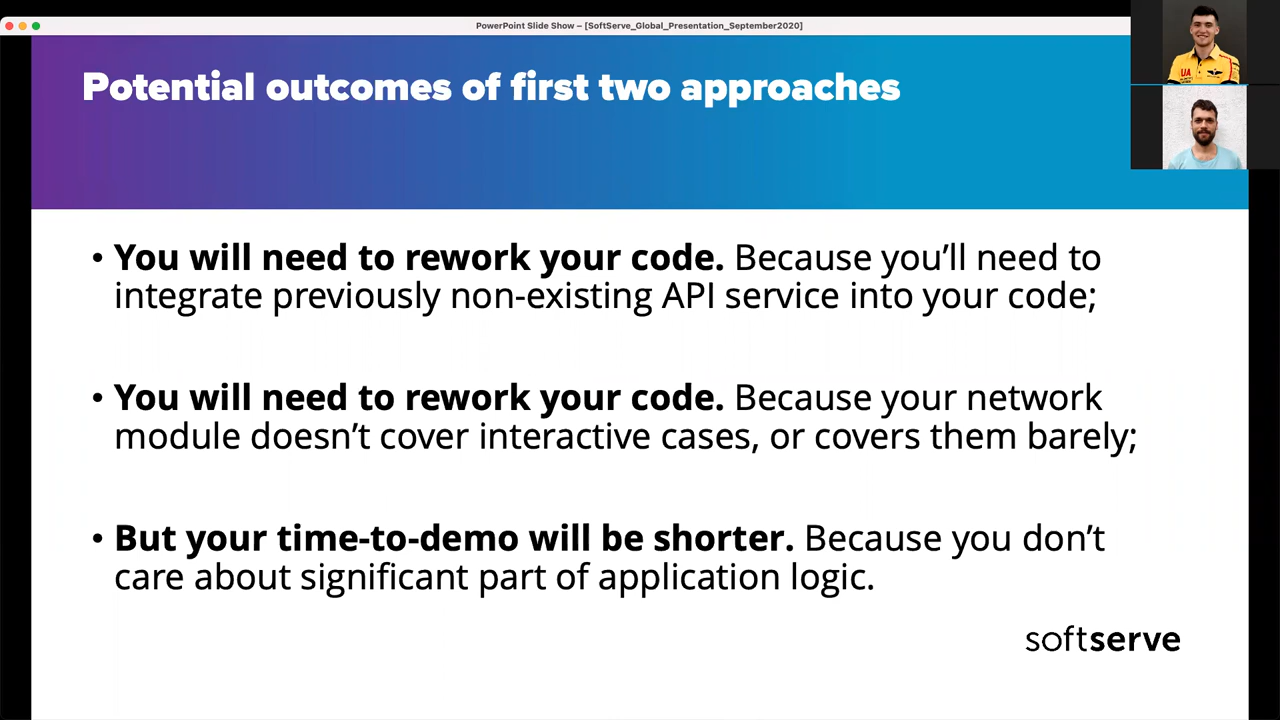 PowerPoint Slide Show – [SoftServe_Global_Presentation_September2020]
Potential outcomes of first two approaches
• You will need to rework your code. Because you’ll need to
integrate previously non-existing API service into your code;
• You will need to rework your code. Because your network
module doesn’t cover interactive cases, or covers them barely;
• But your time-to-demo will be shorter. Because you don’t
care about significant part of application logic.
softserve
UA